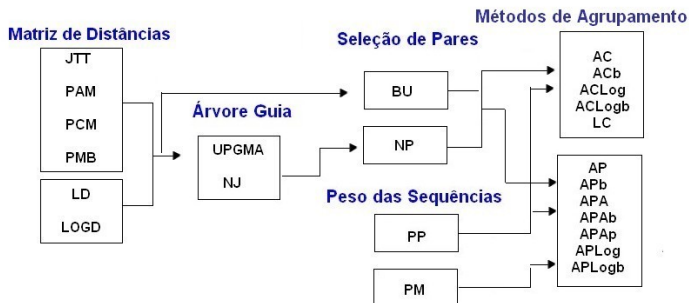 Matriz de Distâncias
JTT
PAM
PCM
PMB
LD
LOGD
Árvore Guia
UPGMA
NJ
Seleção de Pares
BU
NP
Peso das Sequências
PP
PM
Métodos de Agrupamento
AC
ACb
ACLog
ACLogb
LC
AP
APb
APA
APAb
APAp
APLog
APLogb